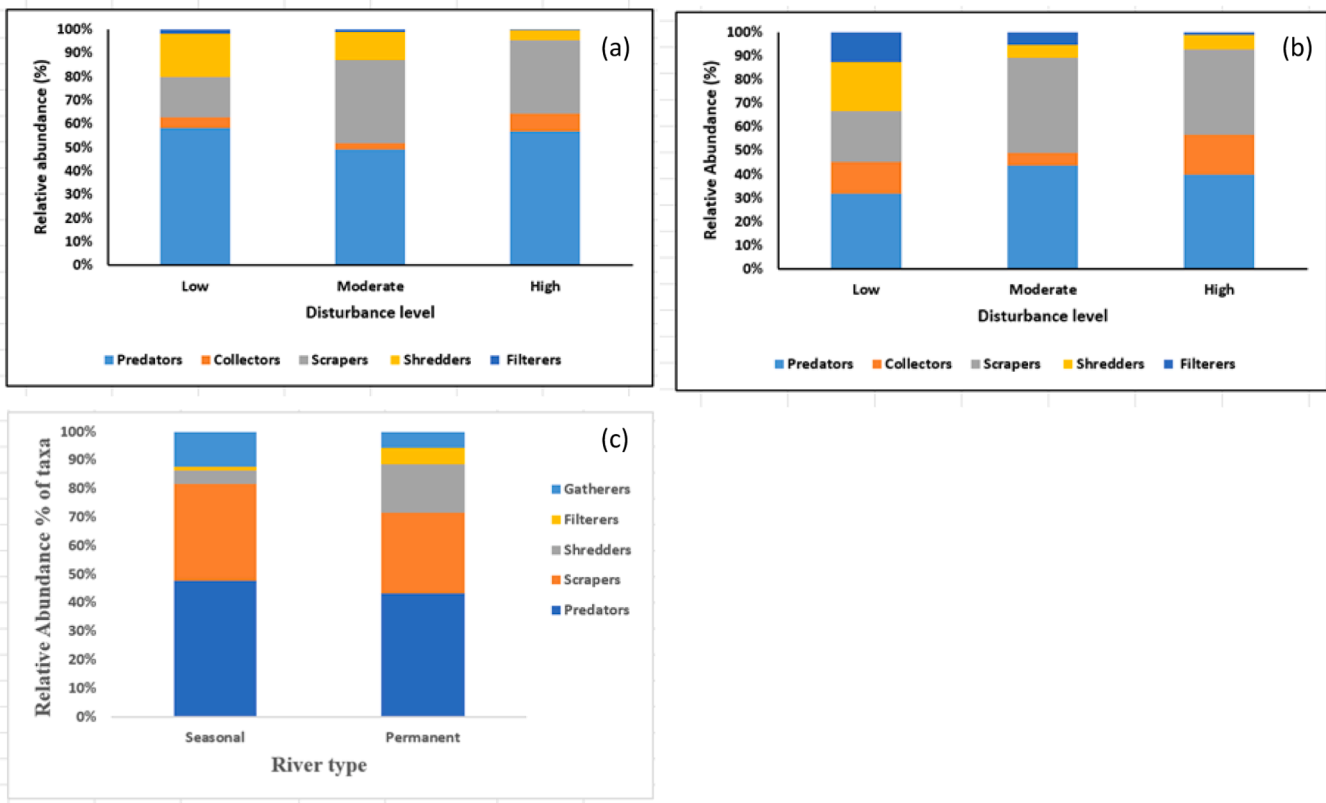 (a)
Relative abundance (%)
100%
90%
80%
70%
60%
50%
40%
30%
20%
10%
0%
Low Moderate High
Disturbance level
Predators Collectors Scrapers Shredders Filterers
(b)
Relative Abundance (%)
100%
90%
80%
70%
60%
50%
40%
30%
20%
10%
0%
Low Moderate High
Disturbance level
Predators Collectors Scrapers Shredders Filterers
(c)
Relative Abundance % of taxa
100%
90%
80%
70%
60%
50%
40%
30%
20%
10%
0%
Seasonal Permanent
River type
Gatherers
Filterers
Shredders
Scrapers
Predators